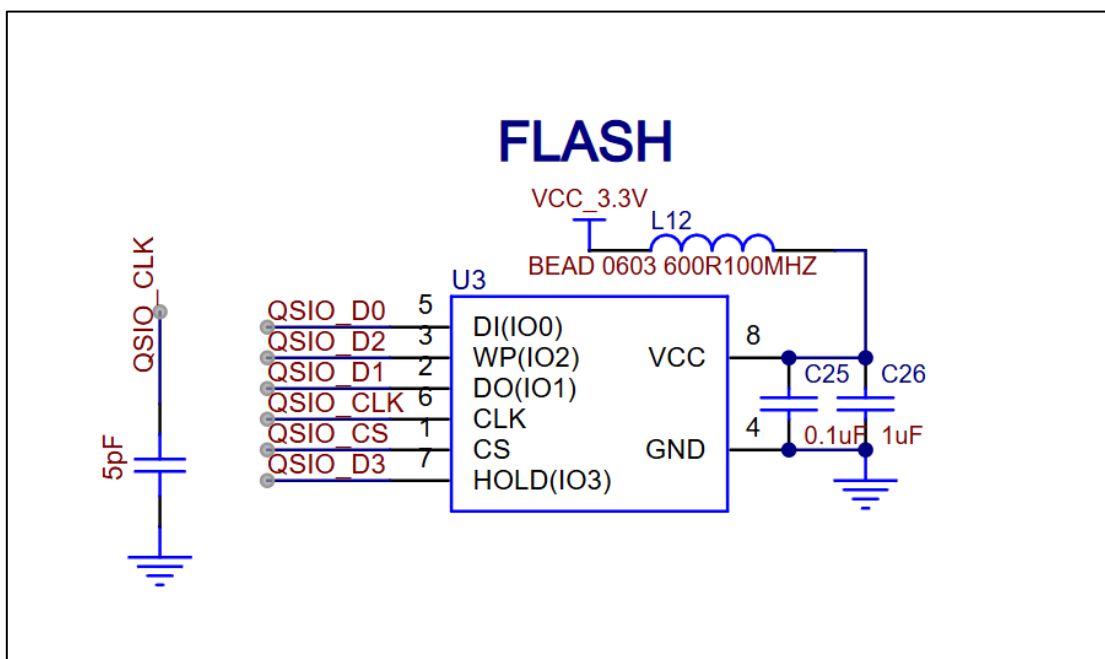 FLASH
VCC_3.3V
L12
BEAD 0603 600R100MHZ
U3
QSIO_CLK
5pF
QSIO_D0 5 DI(IO0)
QSIO_D2 3 WP(IO2)
QSIO_D1 2 DO(IO1)
QSIO_CLK 6 CLK
QSIO_CS 1 CS
QSIO_D3 7 HOLD(IO3)
VCC 8
GND 4
C25 C26
0.1uF 1uF